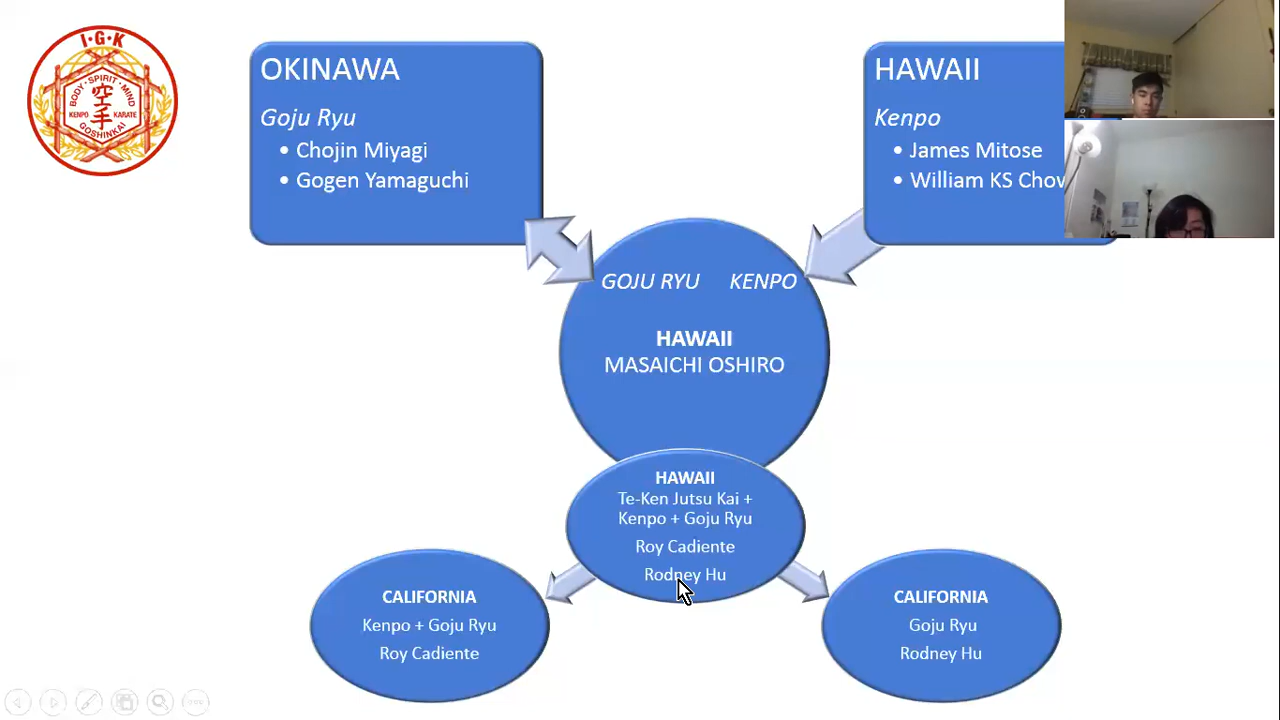 I·G·K
BODY·SPIRIT·MIND
空手
KENPO KARATE
GOSHINKAI
OKINAWA
Goju Ryu
• Chojin Miyagi
• Gogen Yamaguchi
HAWAII
Kenpo
• James Mitose
• William KS Chow
GOJU RYU KENPO
HAWAII
MASAICHI OSHIRO
HAWAII
Te-Ken Jutsu Kai +
Kenpo + Goju Ryu
Roy Cadiente
Rodney Hu
CALIFORNIA
Kenpo + Goju Ryu
Roy Cadiente
CALIFORNIA
Goju Ryu
Rodney Hu